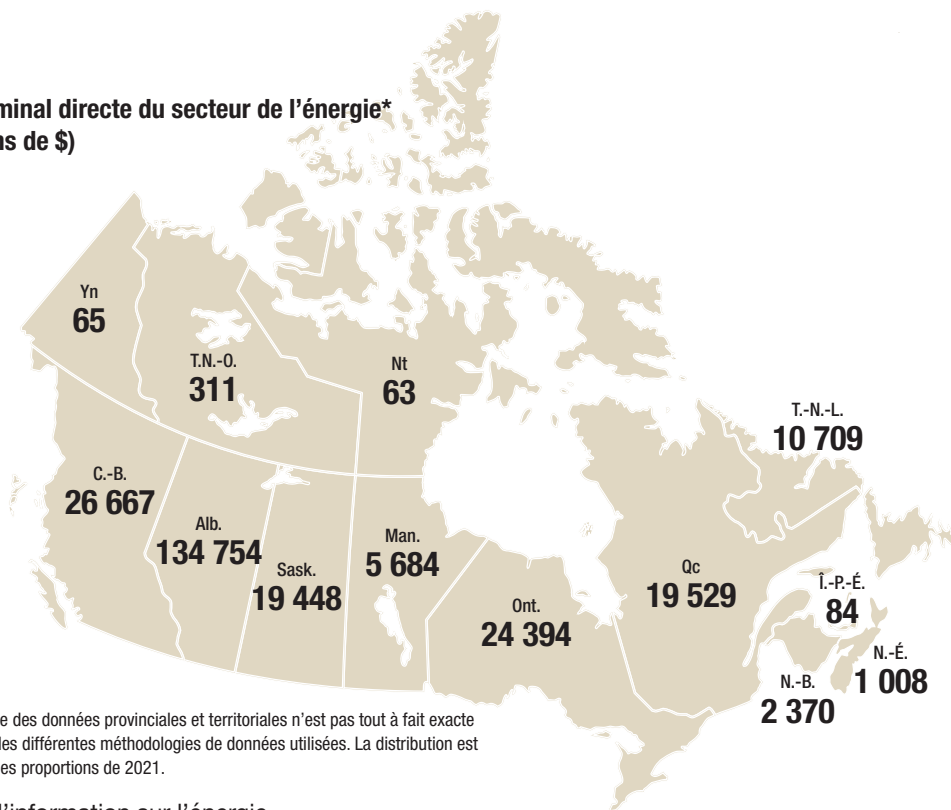 minal directe du secteur de l'énergie*
ns de $)
Yn
65
T.N.-O.
311
Nt
63
T.-N.-L.
10 709
C.-B.
26 667
Alb.
134 754
Sask.
19 448
Man.
5 684
Ont.
24 394
Qc
19 529
Î.-P.-É.
84
N.-É.
1 008
N.-B.
2 370
e des données provinciales et territoriales n'est pas tout à fait exacte
les différentes méthodologies de données utilisées. La distribution est
es proportions de 2021.
l'information sur l'énergie